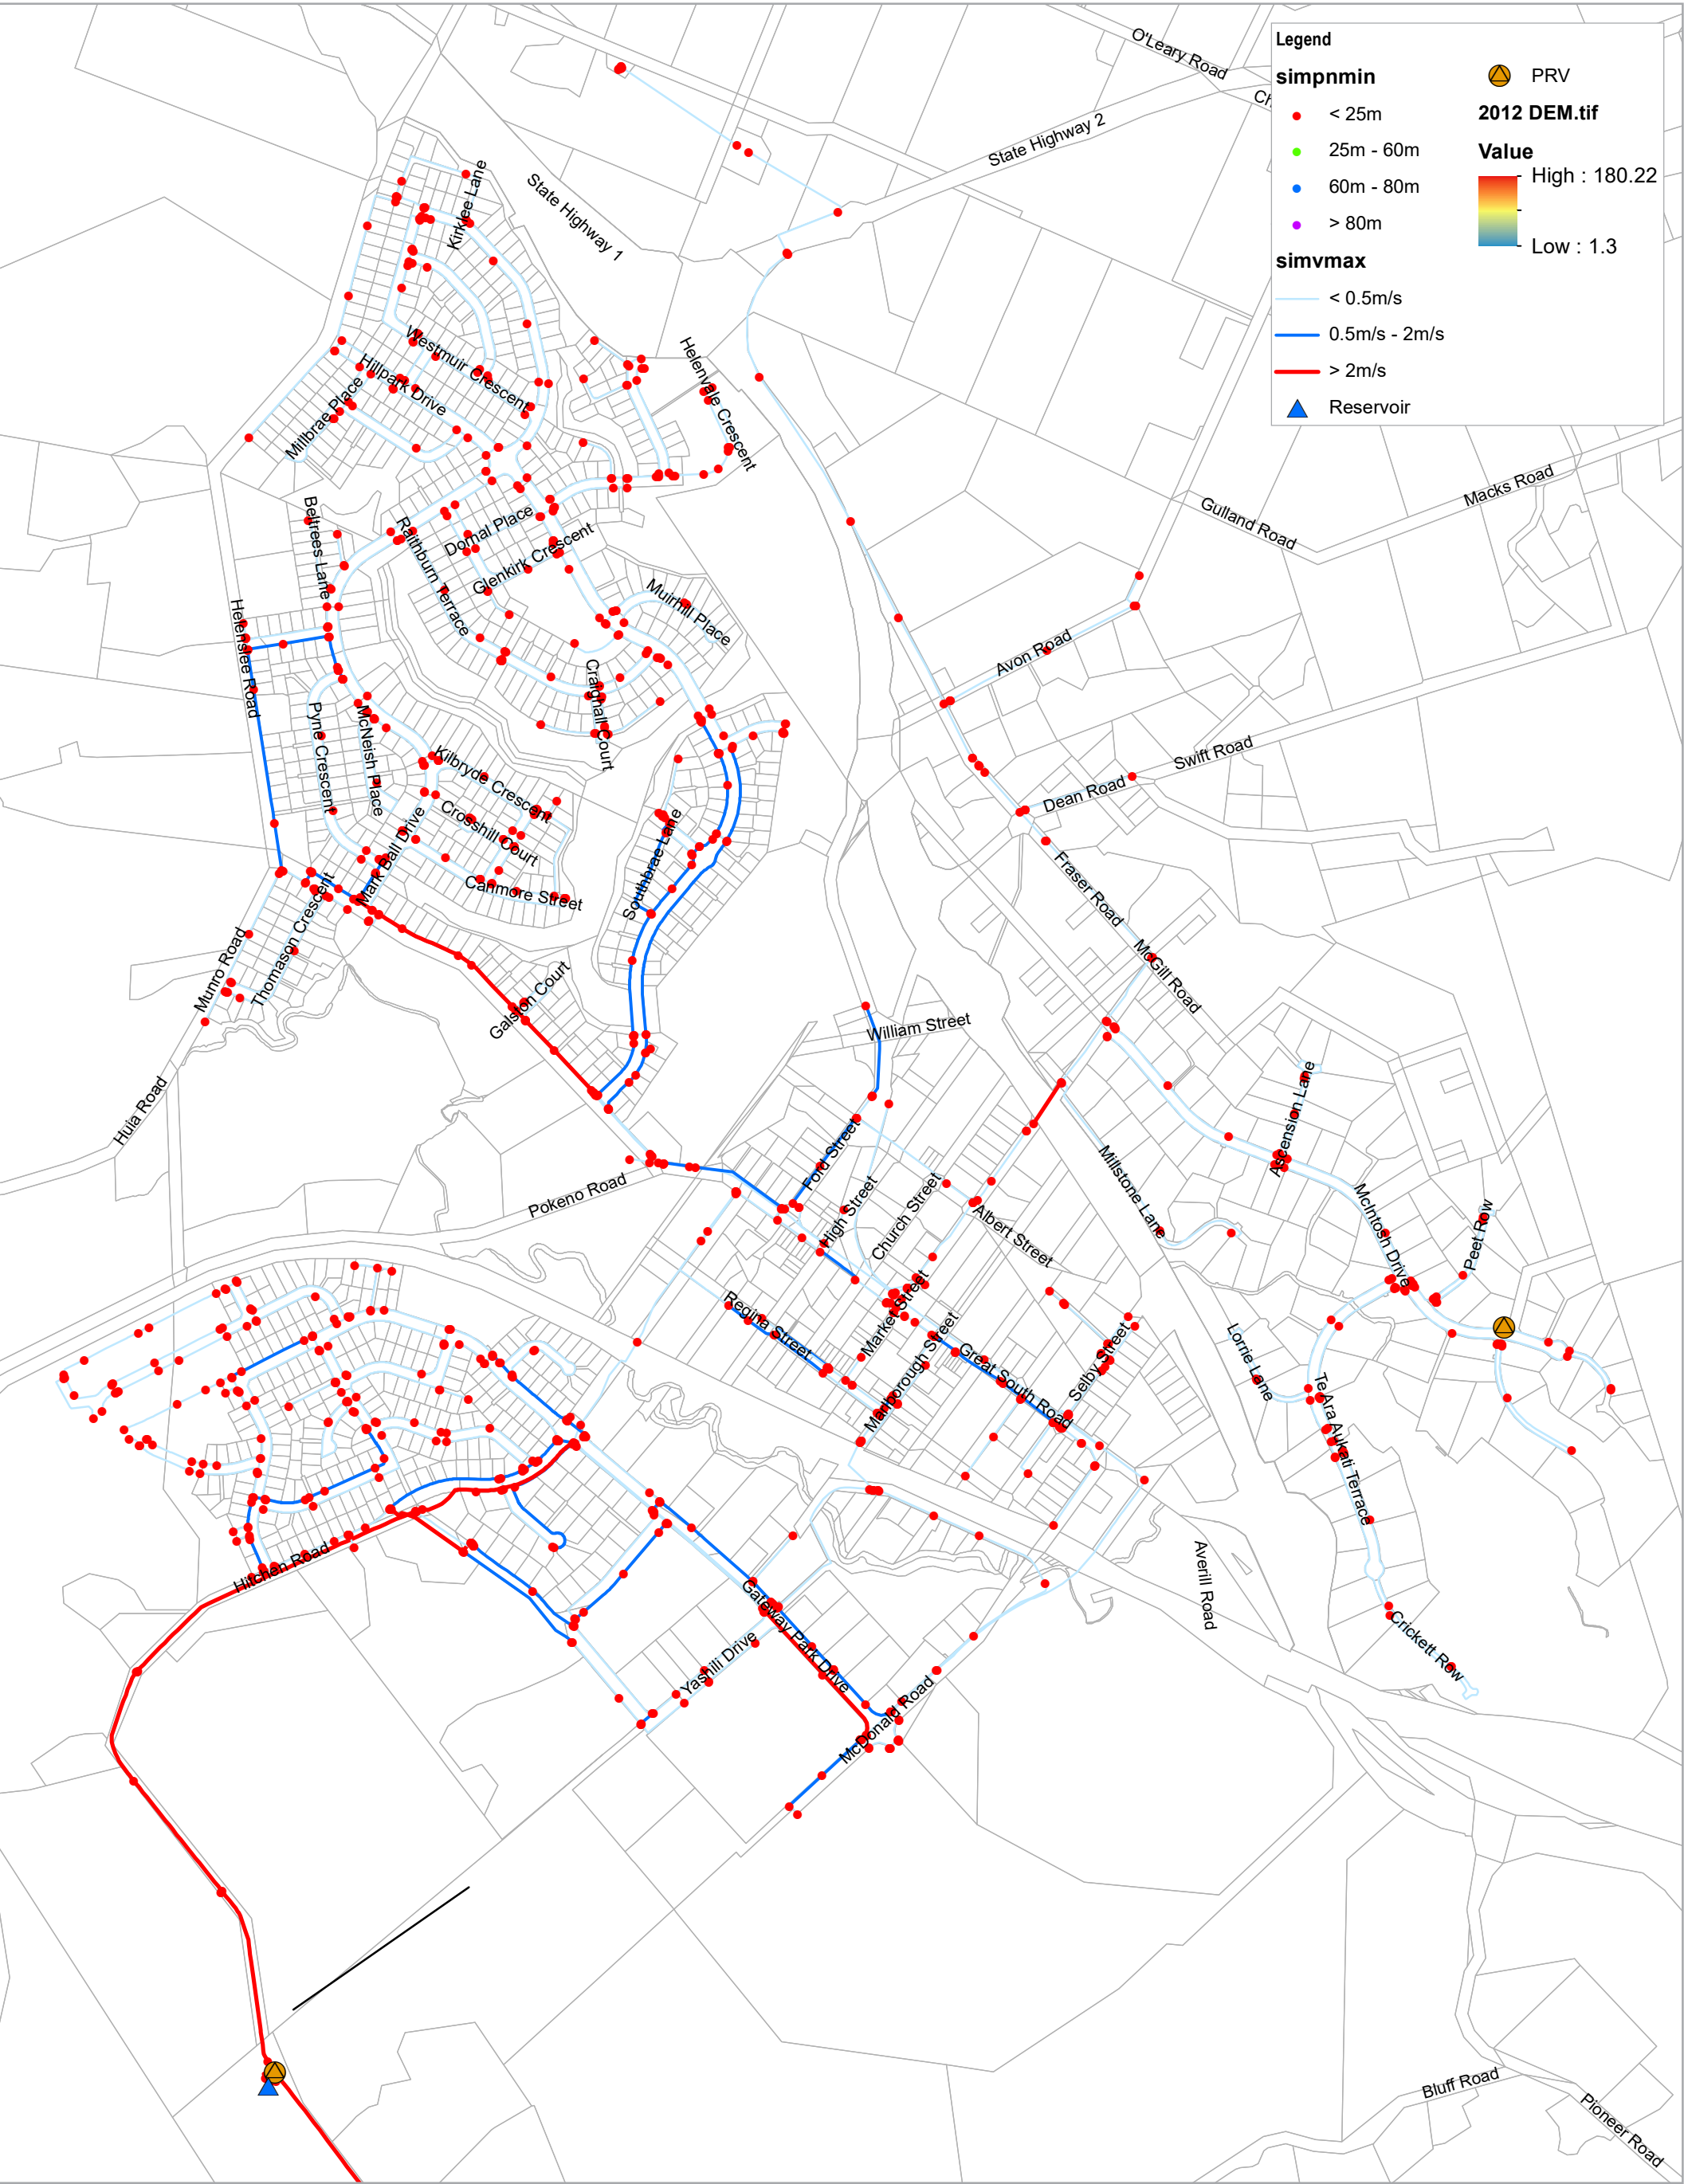 Legend
simpnmin
< 25m
25m - 60m
60m - 80m
> 80m
simvmax
< 0.5m/s
0.5m/s - 2m/s
> 2m/s
Reservoir
PRV
2012 DEM.tif
Value
High : 180.22
Low : 1.3
O'Leary Road
Ch
State Highway 2
State Highway 1
Kirklee Lane
Westmuir Crescent
Hillpark Drive
Millbrae Place
Helenvale Crescent
Macks Road
Gulland Road
Beltrees Lane
Raithburn Terrace
Dornal Place
Glenkirk Crescent
Muirhill Place
Helenslee Road
Avon Road
Craighall Court
Pyne Crescent
McNeish Place
Kilbryde Crescent
Swift Road
Dean Road
Crosshill Court
Mark Ball Drive
Southbrae Lane
Canmore Street
Fraser Road
Thomason Crescent
Munro Road
McGill Road
Galston Court
William Street
Huia Road
Ascension Lane
Ford Street
Millstone Lane
Pokeno Road
High Street
Church Street
Albert Street
McIntosh Drive
Peet Row
Regina Street
Market Street
Marlborough Street
Great South Road
Selby Street
Lorrie Lane
Te Ara Aukati Terrace
Hitchen Road
Averill Road
Gateway Park Drive
Yashili Drive
Crickett Row
McDonald Road
Bluff Road
Pioneer Road